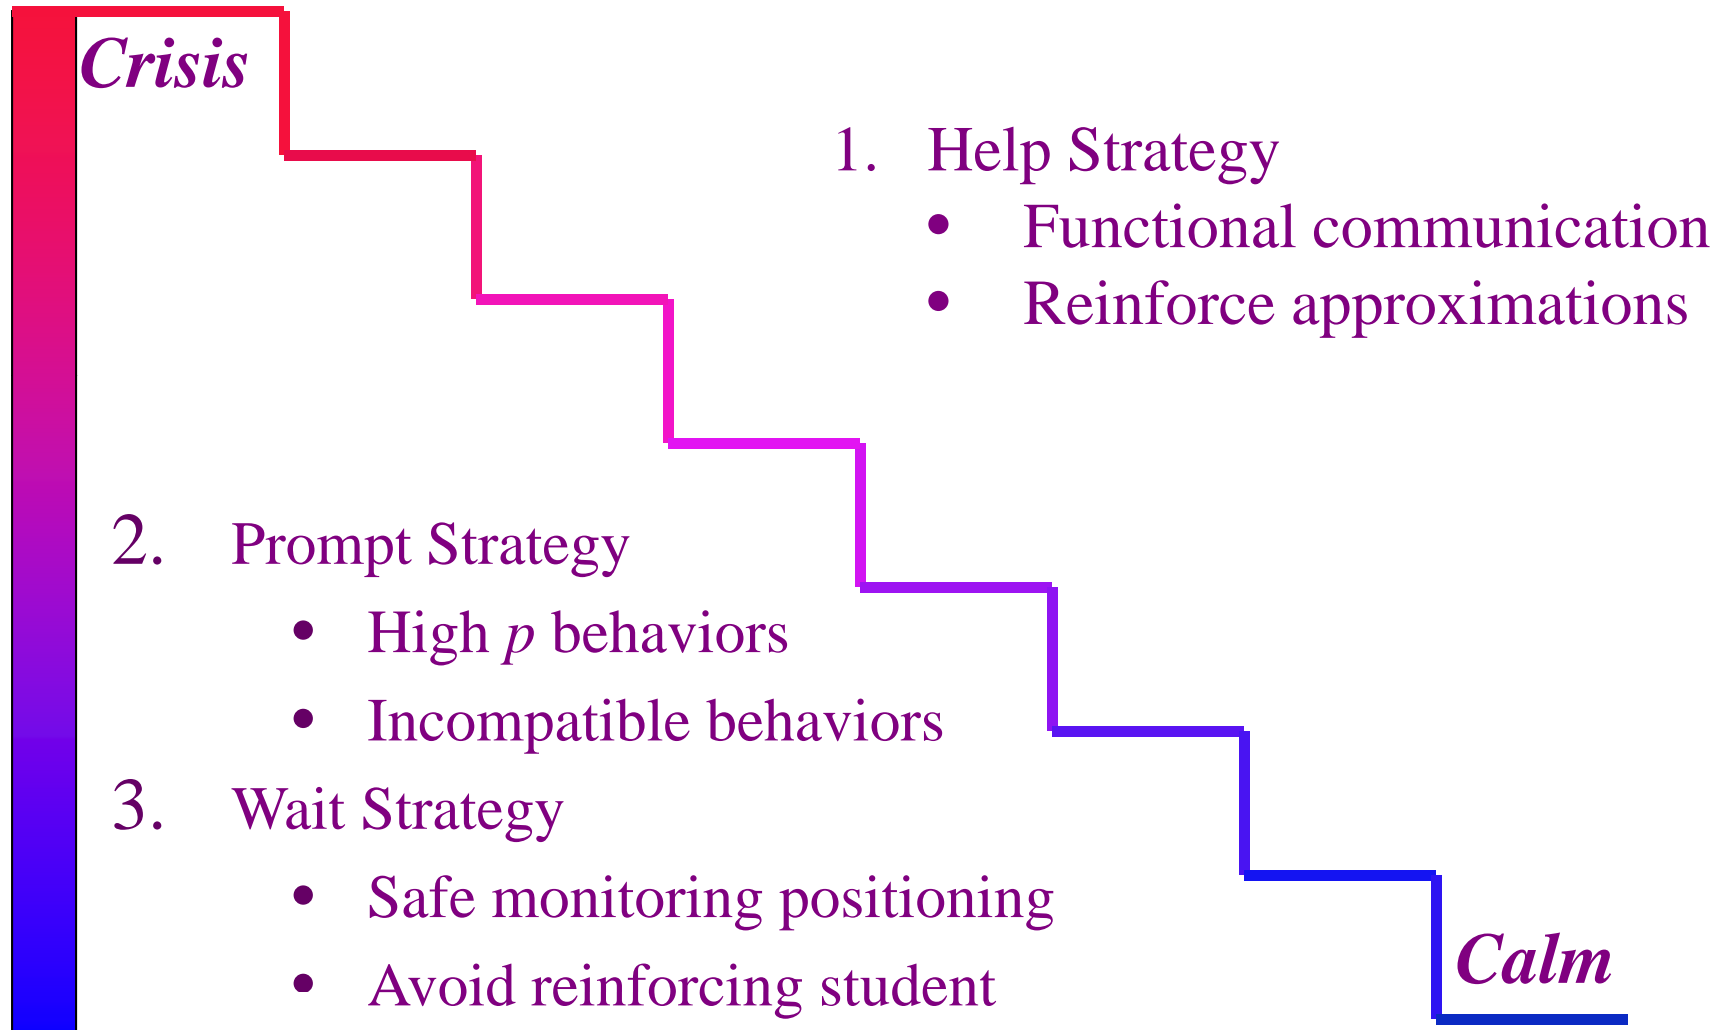 Crisis
1. Help Strategy
• Functional communication
• Reinforce approximations
2. Prompt Strategy
• High p behaviors
• Incompatible behaviors
3. Wait Strategy
• Safe monitoring positioning
• Avoid reinforcing student
Calm